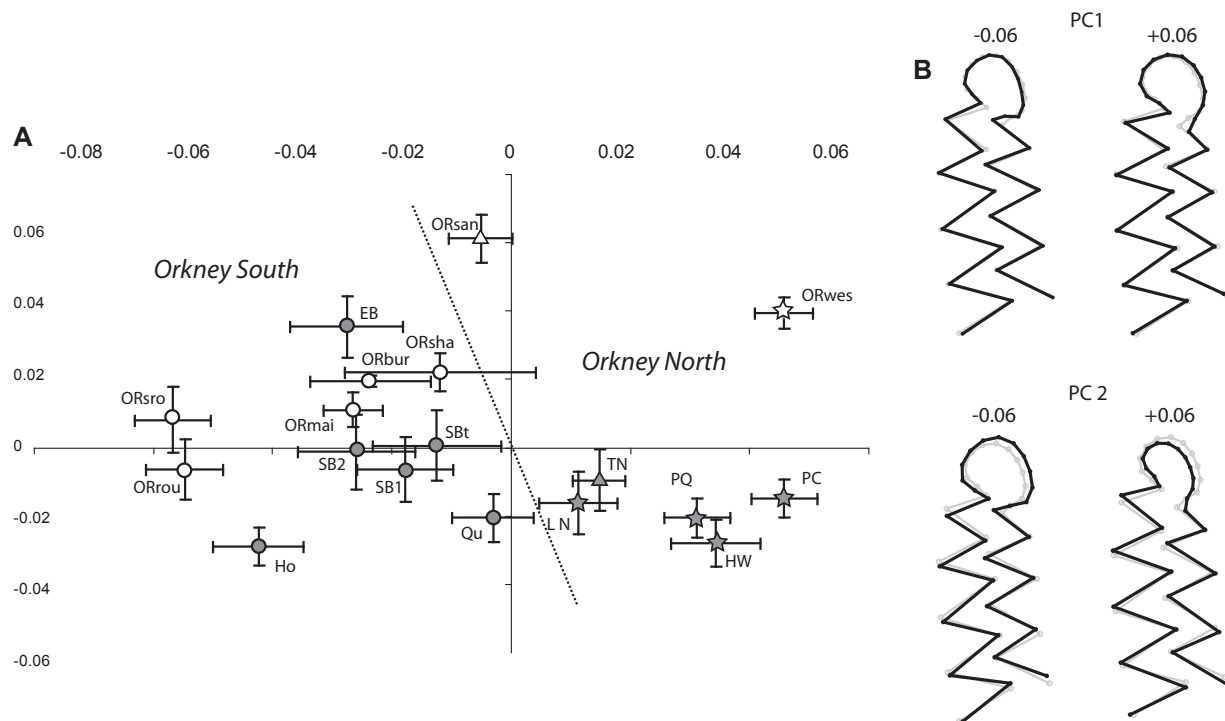 PC1
-0.06 +0.06
B
A
-0.08 -0.06 -0.04 -0.02 0 0.02 0.04 0.06
0.06
ORsan
Orkney South
0.04
EB
ORwes
ORsha
Orkney North
ORbur
0.02
ORsro
ORmai
0
SBt
SB2
SB1
TN
PQ
PC
ORrou
-0.02
Qu
L N
HW
Ho
-0.04
-0.06
PC 2
-0.06 +0.06